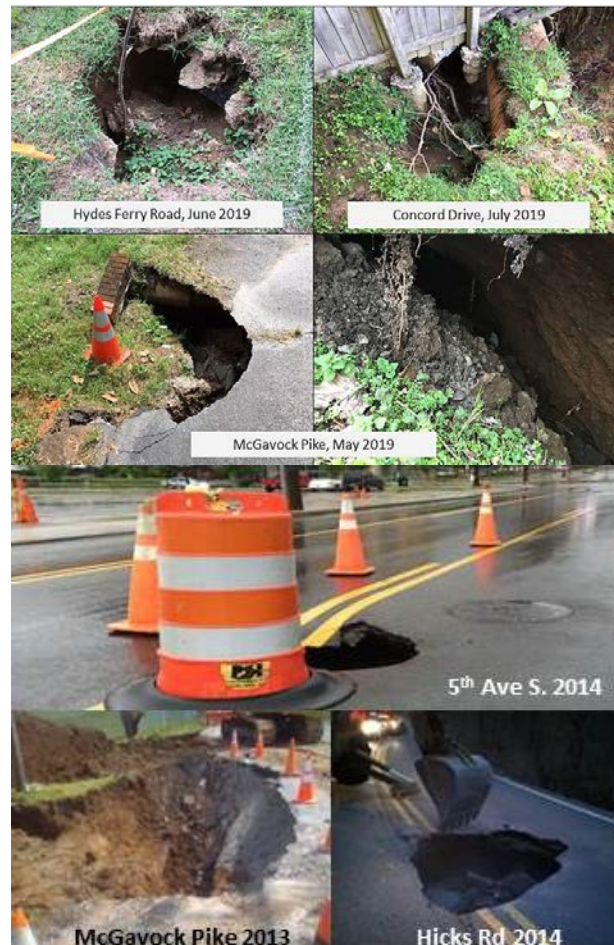 Hydes Ferry Road, June 2019
Concord Drive, July 2019
McGavock Pike, May 2019
PSI
5th Ave S. 2014
McGavock Pike 2013
Hicks Rd 2014